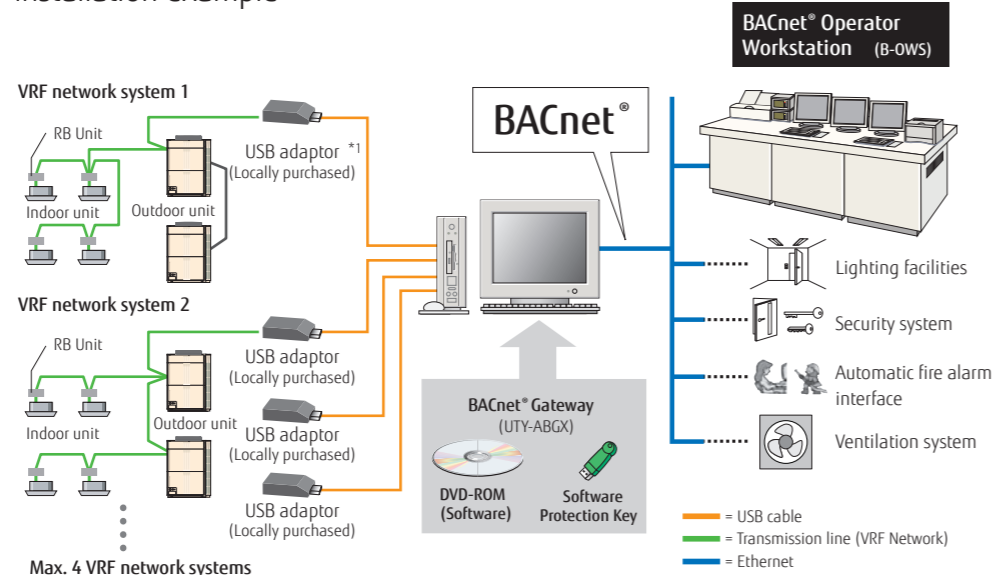 Installation example
BACnet® Operator
Workstation (B-OWS)
VRF network system 1
RB Unit
USB adaptor *1
(Locally purchased)
Indoor unit
Outdoor unit
BACnet®
VRF network system 2
RB Unit
USB adaptor
(Locally purchased)
Indoor unit
Outdoor unit
USB adaptor
(Locally purchased)
USB adaptor
(Locally purchased)
Max. 4 VRF network systems
BACnet® Gateway
(UTY-ABGX)
DVD-ROM
(Software)
Software
Protection Key
Lighting facilities
Security system
Automatic fire alarm
interface
Ventilation system
= USB cable
= Transmission line (VRF Network)
= Ethernet